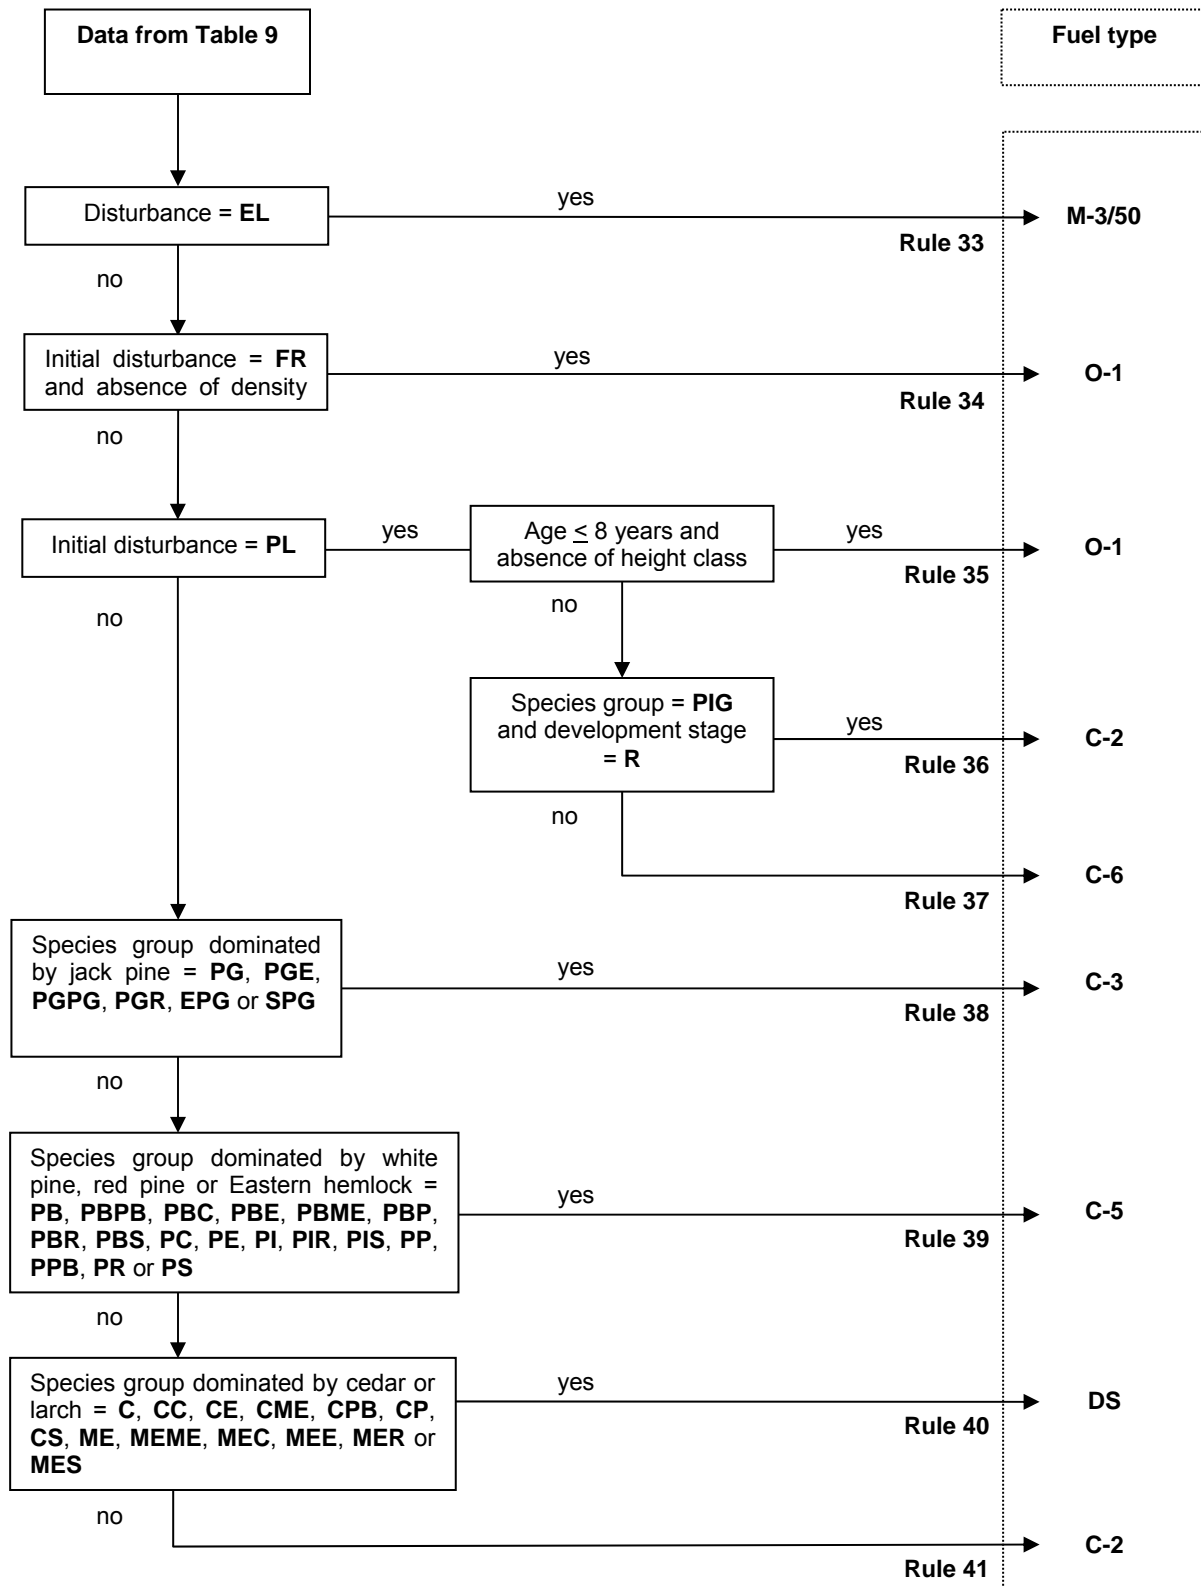 Data from Table 9
Fuel type
Disturbance = EL
yes
Rule 33
M-3/50
no
Initial disturbance = FR
and absence of density
yes
Rule 34
O-1
no
Initial disturbance = PL
yes
Age ≤ 8 years and
absence of height class
yes
Rule 35
O-1
no
no
Species group = PIG
and development stage
= R
yes
Rule 36
C-2
no
Rule 37
C-6
Species group dominated
by jack pine = PG, PGE,
PGPG, PGR, EPG or SPG
yes
Rule 38
C-3
no
Species group dominated by white
pine, red pine or Eastern hemlock =
PB, PBPB, PBC, PBE, PBME, PBP,
PBR, PBS, PC, PE, PI, PIR, PIS, PP,
PPB, PR or PS
yes
Rule 39
C-5
no
Species group dominated by cedar or
larch = C, CC, CE, CME, CPB, CP,
CS, ME, MEME, MEC, MEE, MER or
MES
yes
Rule 40
DS
no
Rule 41
C-2